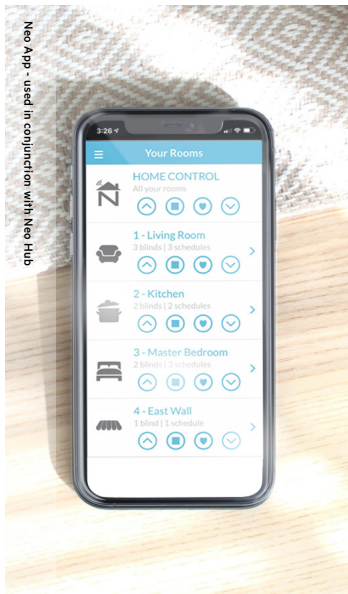 Neo App - used in conjunction with Neo Hub
3:26
Your Rooms
HOME CONTROL
All your rooms
N
1 - Living Room
3 blinds | 3 schedules
2 - Kitchen
2 blinds | 2 schedules
3 - Master Bedroom
2 blinds | 3 schedules
4 - East Wall
1 blind | 1 schedule